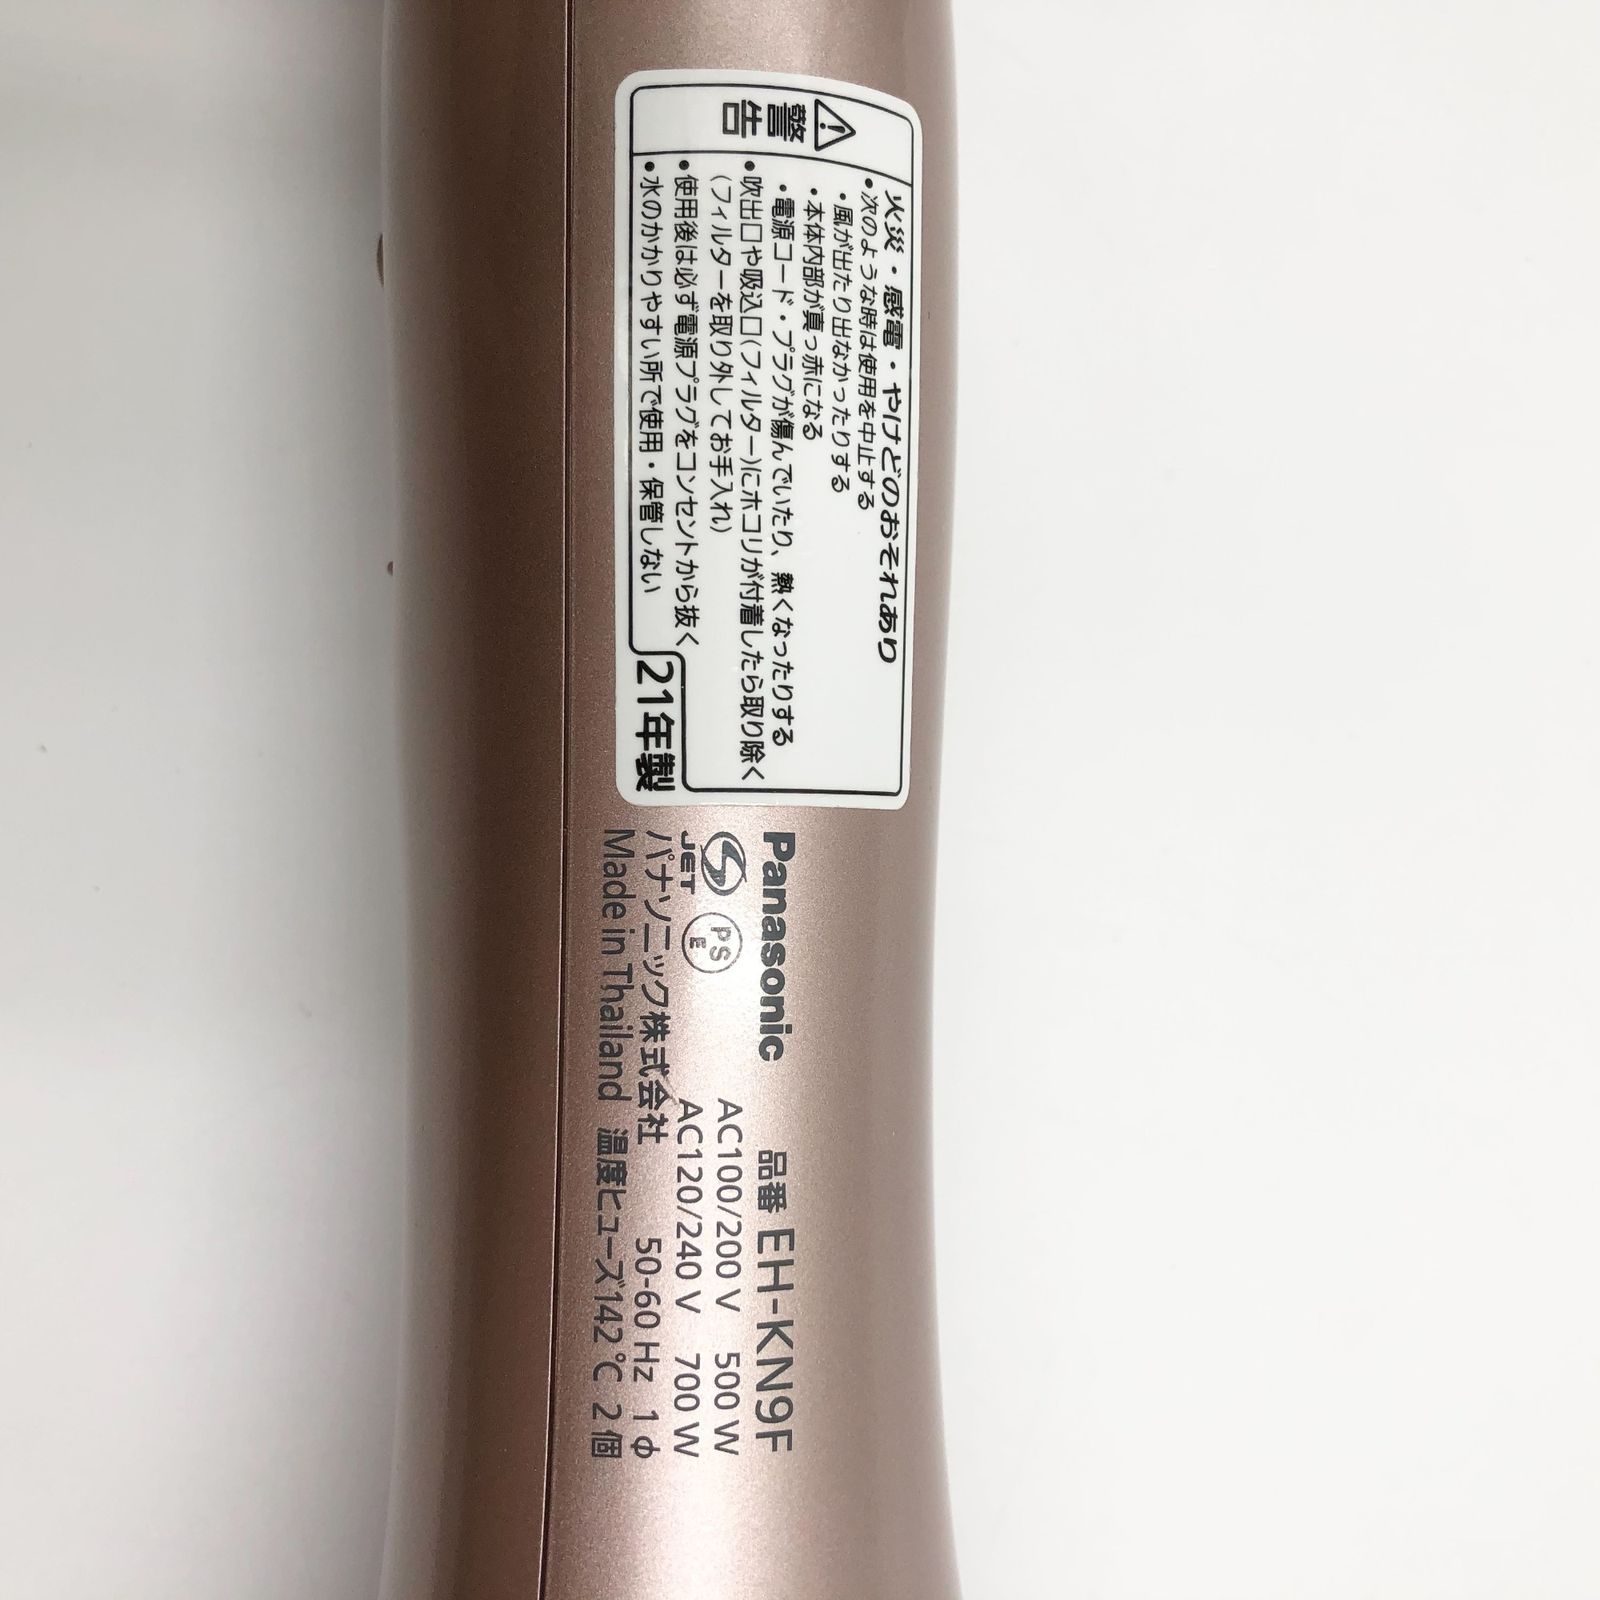 警告
火災・感電・やけどのおそれあり
•次のような時は使用を中止する
・風が出たり出なかったりする
・本体内部が真っ赤になる
・電源コード・プラグが傷んでいたり、熱くなったりする
•吹出口や吸込口(フィルター)にホコリが付着したら取り除く
(フィルターを取り外してお手入れ)
•使用後は必ず電源プラグをコンセントから抜く
•水のかかりやすい所で使用・保管しない
21年製
Panasonic 品番 EH-KN9F
PS E AC100/200 V 500 W
JET AC120/240 V 700 W
パナソニック株式会社 50-60 Hz 1φ
Made in Thailand 温度ヒューズ142℃ 2個